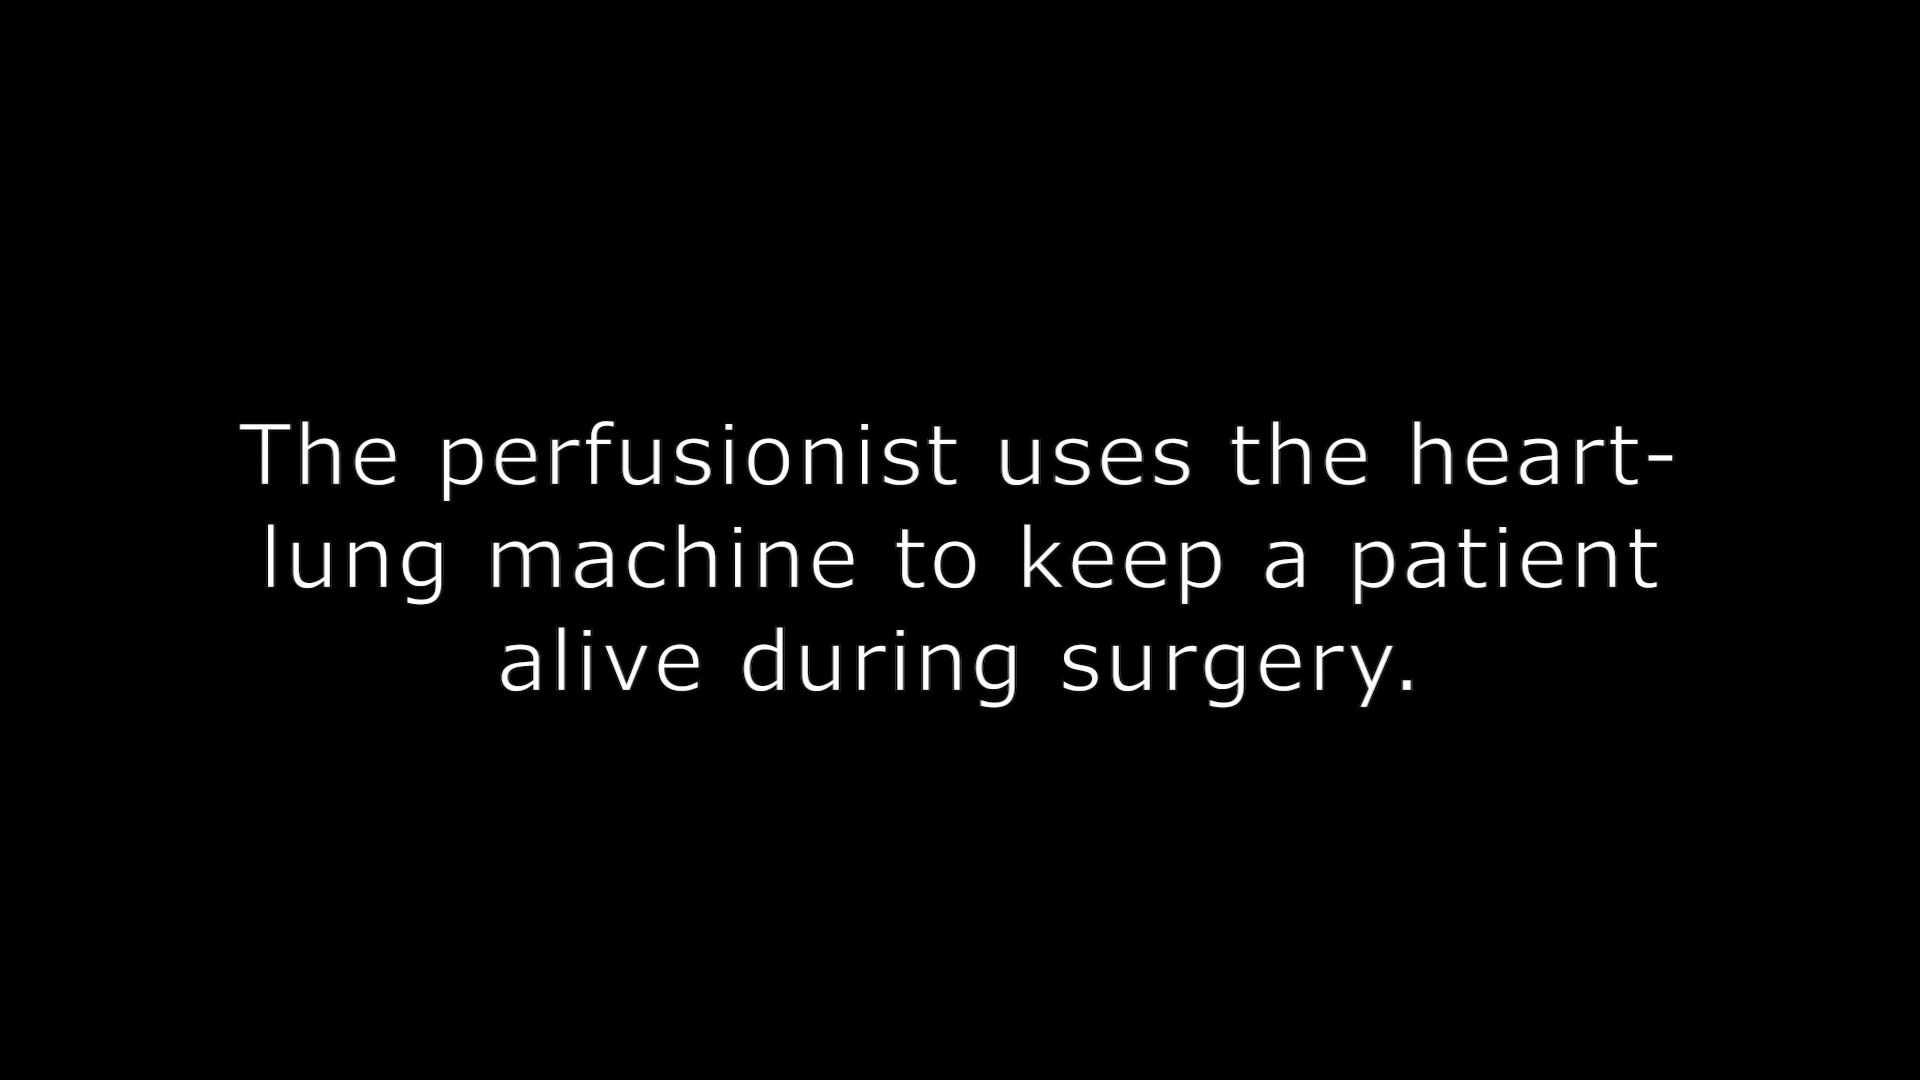 The perfusionist uses the heart-
lung machine to keep a patient
alive during surgery.